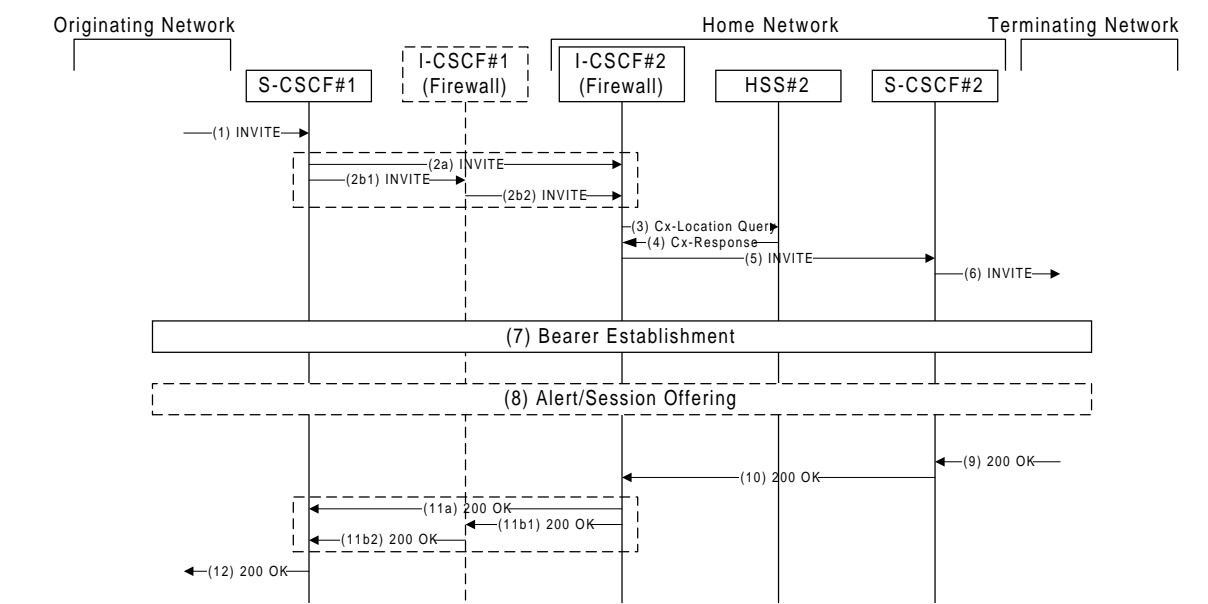 Originating Network
Home Network
Terminating Network
S-CSCF#1
I-CSCF#1
(Firewall)
I-CSCF#2
(Firewall)
HSS#2
S-CSCF#2
(1) INVITE
(2a) INVITE
(2b1) INVITE
(2b2) INVITE
(3) Cx-Location Query
(4) Cx-Response
(5) INVITE
(6) INVITE
(7) Bearer Establishment
(8) Alert/Session Offering
(9) 200 OK
(10) 200 OK
(11a) 200 OK
(11b1) 200 OK
(11b2) 200 OK
(12) 200 OK